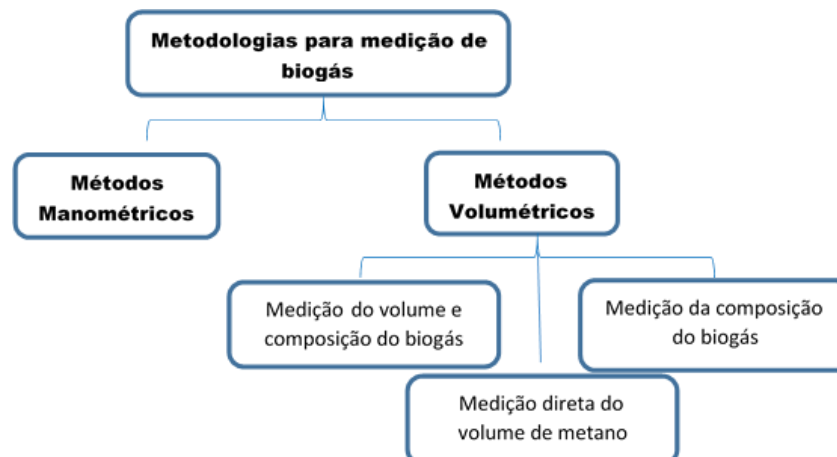 Metodologias para medição de
biogás
Métodos
Manométricos
Métodos
Volumétricos
Medição do volume e
composição do biogás
Medição da composição
do biogás
Medição direta do
volume de metano